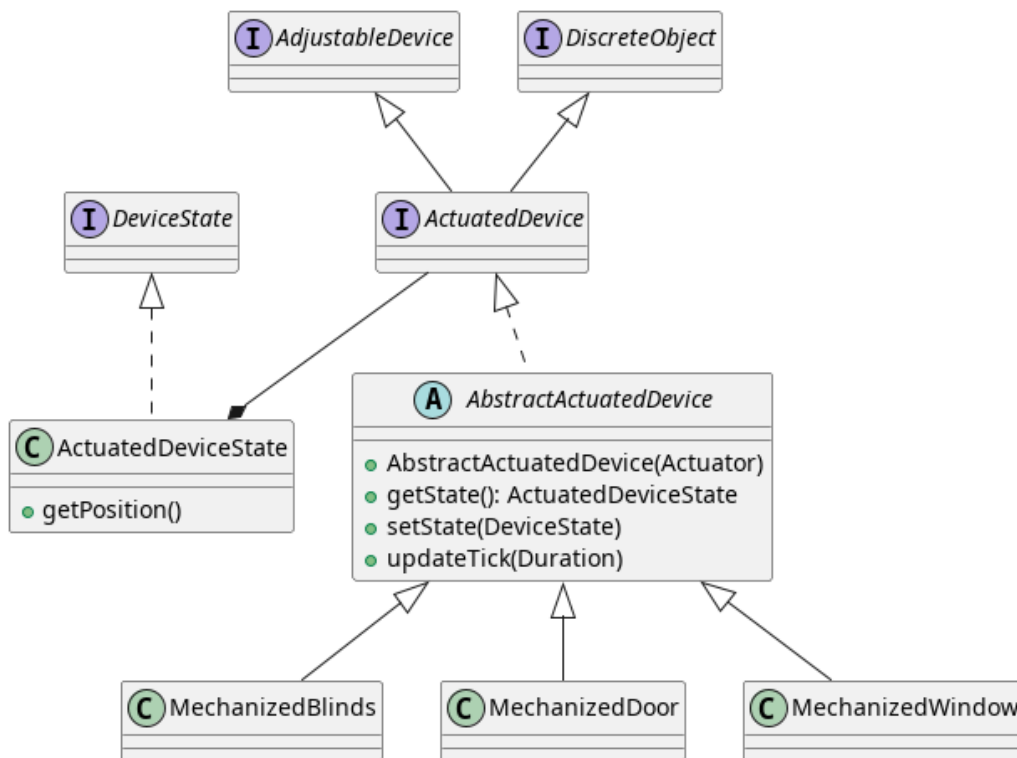 I AdjustableDevice
I DiscreteObject
I DeviceState
I ActuatedDevice
C ActuatedDeviceState
getPosition()
A AbstractActuatedDevice
AbstractActuatedDevice(Actuator)
getState(): ActuatedDeviceState
setState(DeviceState)
updateTick(Duration)
C MechanizedBlinds
C MechanizedDoor
C MechanizedWindow